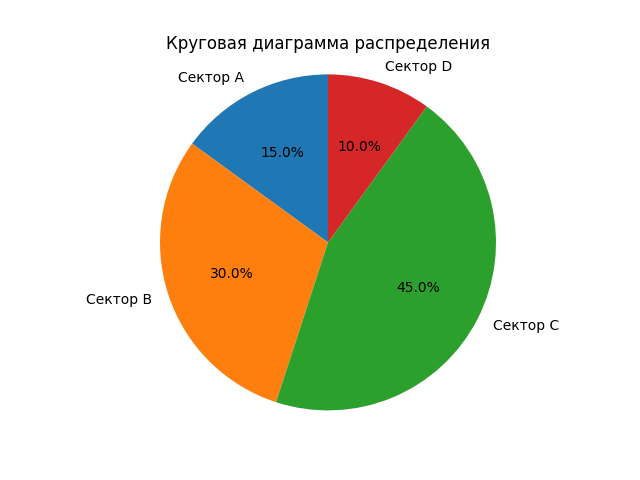 Круговая диаграмма распределения
Сектор D
Сектор A
10.0%
15.0%
30.0%
45.0%
Сектор B
Сектор C